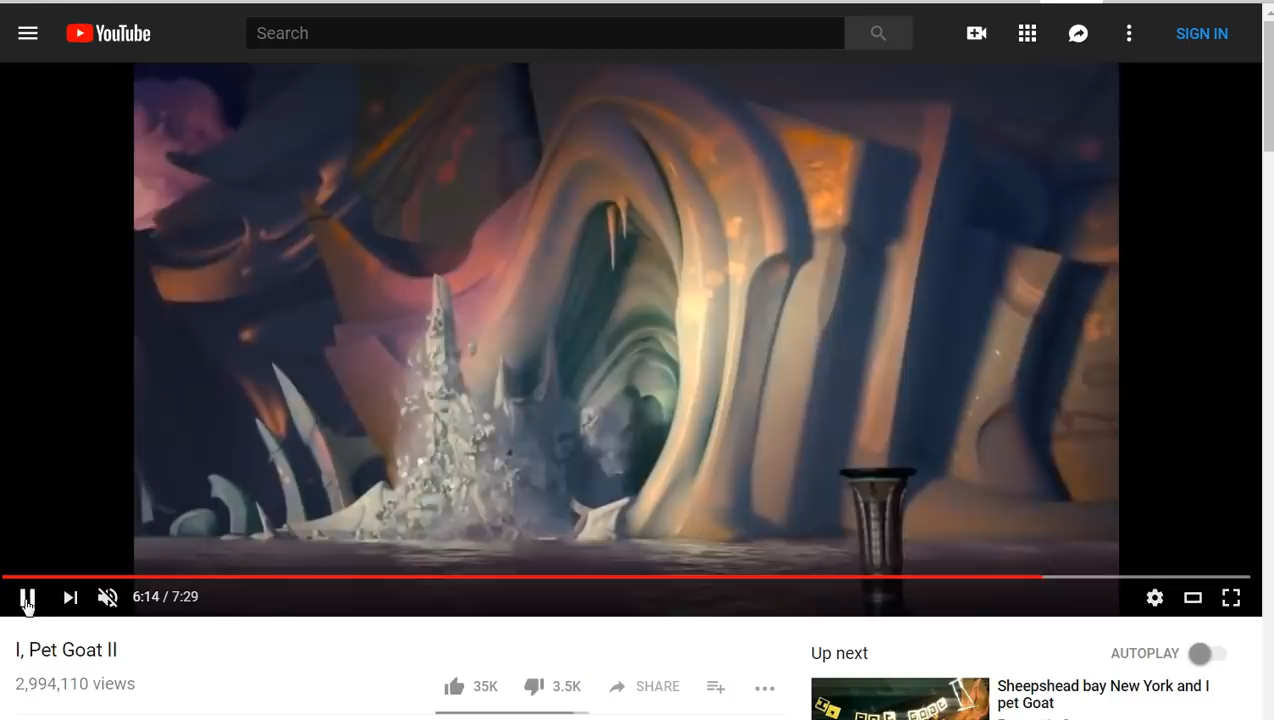 YouTube
Search
SIGN IN
6:14 / 7:29
I, Pet Goat II
2,994,110 views
35K
3.5K
SHARE
Up next
AUTOPLAY
Sheepshead bay New York and I
pet Goat